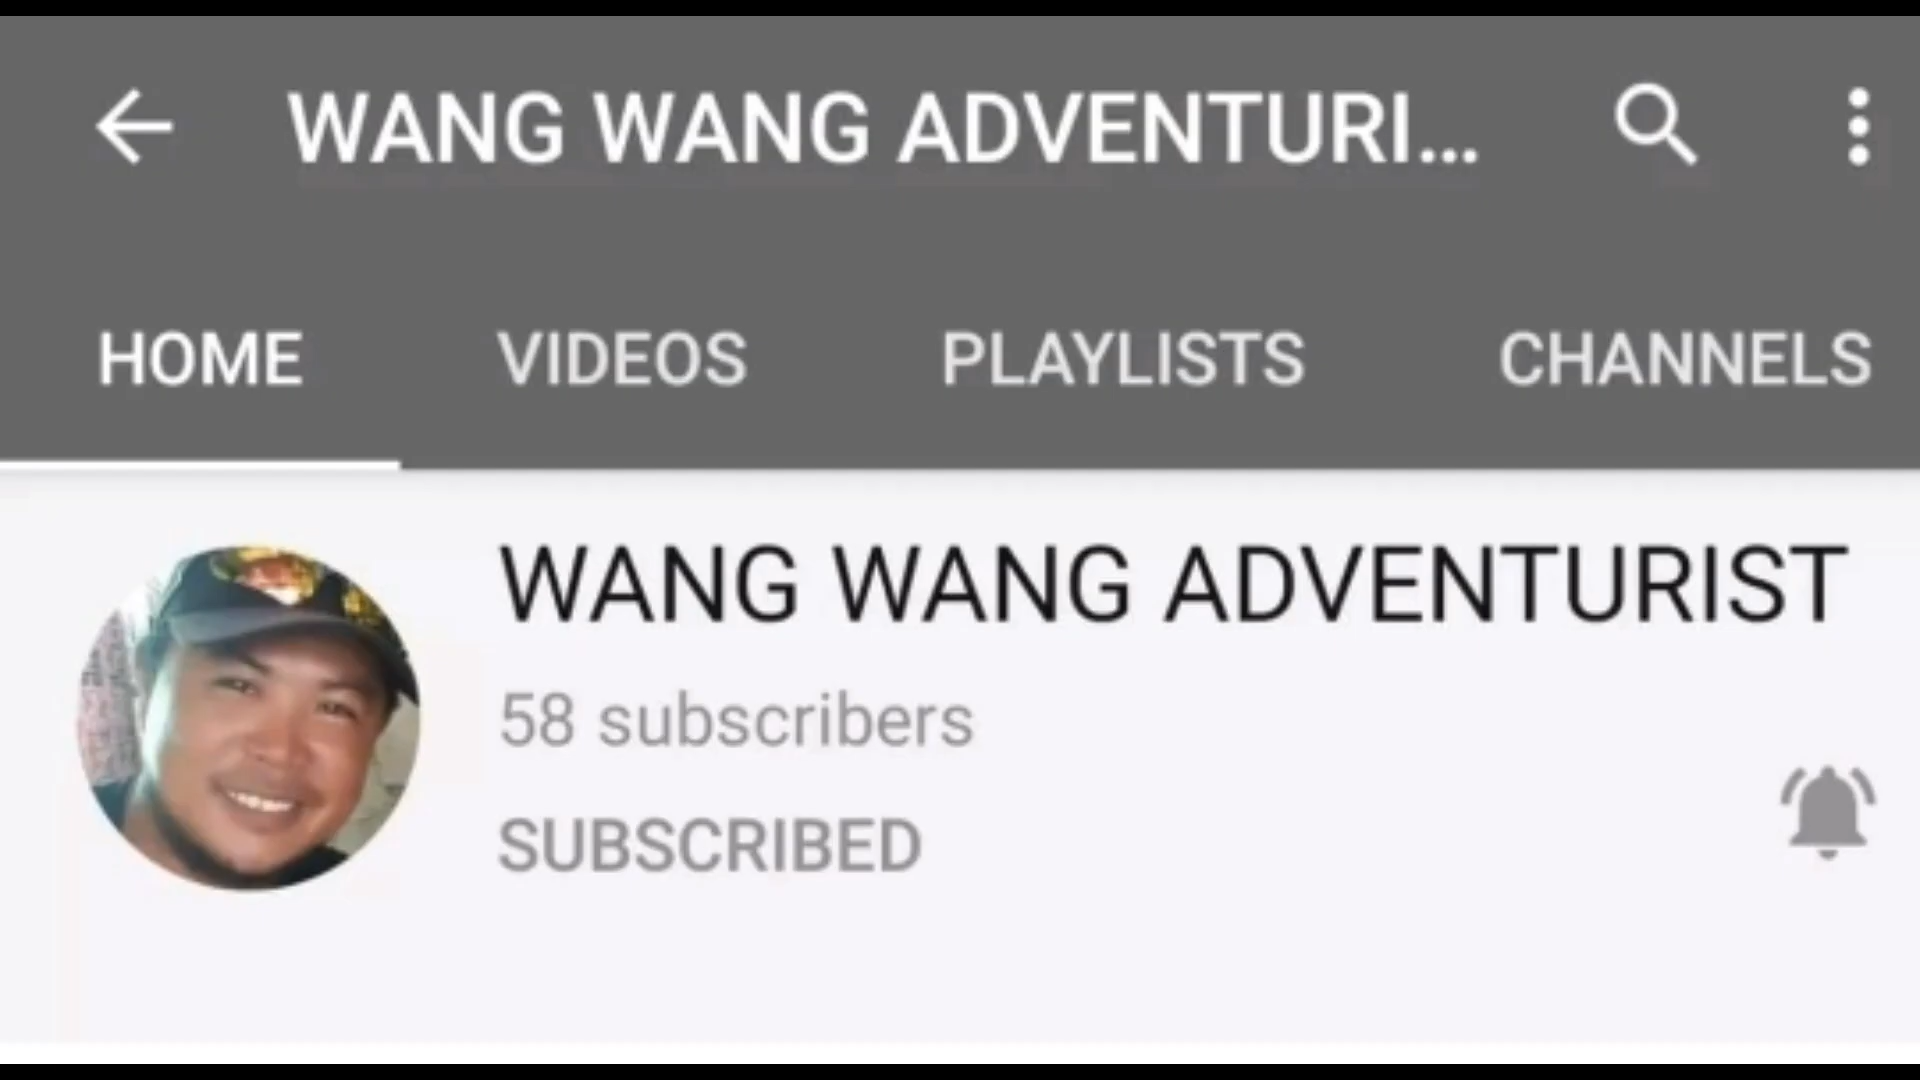 WANG WANG ADVENTURI...
HOME VIDEOS PLAYLISTS CHANNELS
WANG WANG ADVENTURIST
58 subscribers
SUBSCRIBED